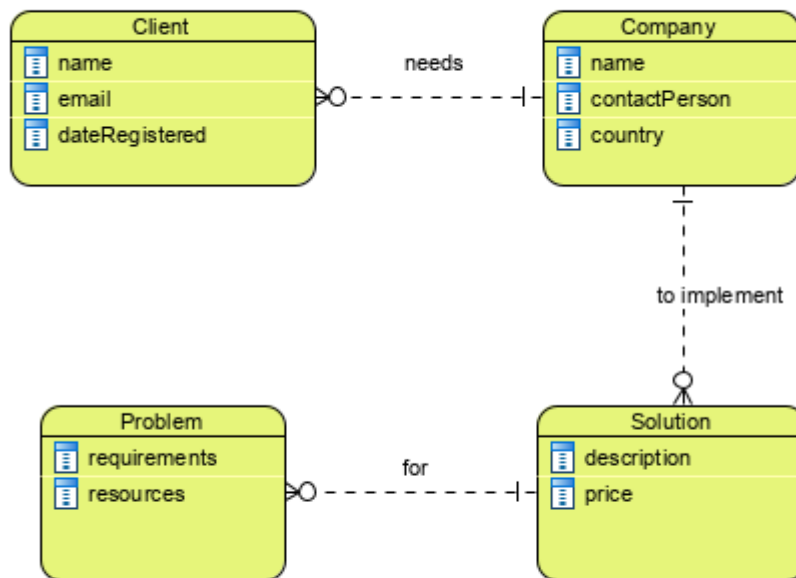 Client
name
email
dateRegistered
needs
Company
name
contactPerson
country
to implement
Problem
requirements
resources
for
Solution
description
price